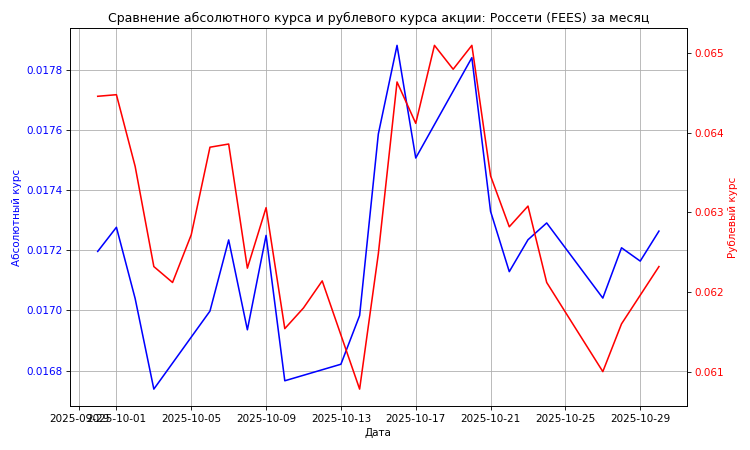 Сравнение абсолютного курса и рублевого курса акции: Россети (FEES) за месяц
Абсолютный курс
0.0178
0.0176
0.0174
0.0172
0.0170
0.0168
0.065
0.064
0.063
0.062
0.061
Рублевый курс
2025-09-29 2025-10-01 2025-10-05 2025-10-09 2025-10-13 2025-10-17 2025-10-21 2025-10-25 2025-10-29
Дата